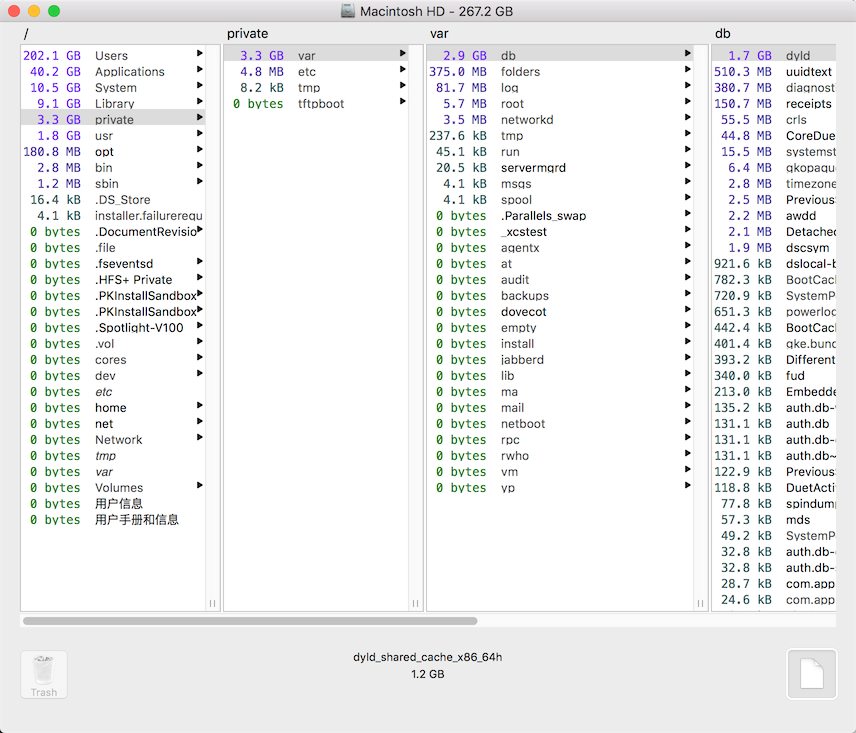 Macintosh HD - 267.2 GB
/
202.1 GB Users
40.2 GB Applications
10.5 GB System
9.1 GB Library
3.3 GB private
1.8 GB usr
180.8 MB opt
2.8 MB bin
1.2 MB sbin
16.4 kB .DS_Store
4.1 kB installer.failurerequ
0 bytes .DocumentRevisio
0 bytes .file
0 bytes .fseventsd
0 bytes .HFS+ Private
0 bytes .PKInstallSandbox
0 bytes .PKInstallSandbox
0 bytes .Spotlight-V100
0 bytes .vol
0 bytes cores
0 bytes dev
0 bytes etc
0 bytes home
0 bytes net
0 bytes Network
0 bytes tmp
0 bytes var
0 bytes Volumes
0 bytes 用户信息
0 bytes 用户手册和信息
private
3.3 GB var
4.8 MB etc
8.2 kB tmp
0 bytes tftpboot
var
2.9 GB db
375.0 MB folders
81.7 MB log
5.7 MB root
3.5 MB networkd
237.6 kB tmp
45.1 kB run
20.5 kB servermgrd
4.1 kB msgs
4.1 kB spool
0 bytes .Parallels_swap
0 bytes _xcstest
0 bytes agentx
0 bytes at
0 bytes audit
0 bytes backups
0 bytes dovecot
0 bytes empty
0 bytes install
0 bytes jabberd
0 bytes lib
0 bytes ma
0 bytes mail
0 bytes netboot
0 bytes rpc
0 bytes rwho
0 bytes vm
0 bytes yp
db
1.7 GB dyld
510.3 MB uuidtext
380.7 MB diagnost
150.7 MB receipts
55.5 MB crls
44.8 MB CoreDue
15.5 MB systemst
6.4 MB gkopaqu
2.8 MB timezone
2.5 MB Previous
2.2 MB awdd
2.1 MB Detached
1.9 MB dscsym
921.6 kB dslocal-b
782.3 kB BootCac
720.9 kB SystemP
651.3 kB powerlog
442.4 kB BootCac
401.4 kB gke.bund
393.2 kB Different
340.0 kB fud
213.0 kB Embedde
135.2 kB auth.db-
131.1 kB auth.db
131.1 kB auth.db-
131.1 kB auth.db~
122.9 kB Previous
118.8 kB DuetActi
77.8 kB spindum
57.3 kB mds
49.2 kB SystemP
32.8 kB auth.db-
32.8 kB auth.db-
28.7 kB com.app
24.6 kB com.app
Trash
dyld_shared_cache_x86_64h
1.2 GB